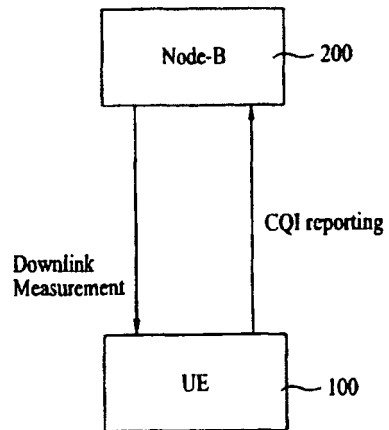 Node-B
200
CQI reporting
Downlink
Measurement
UE
100